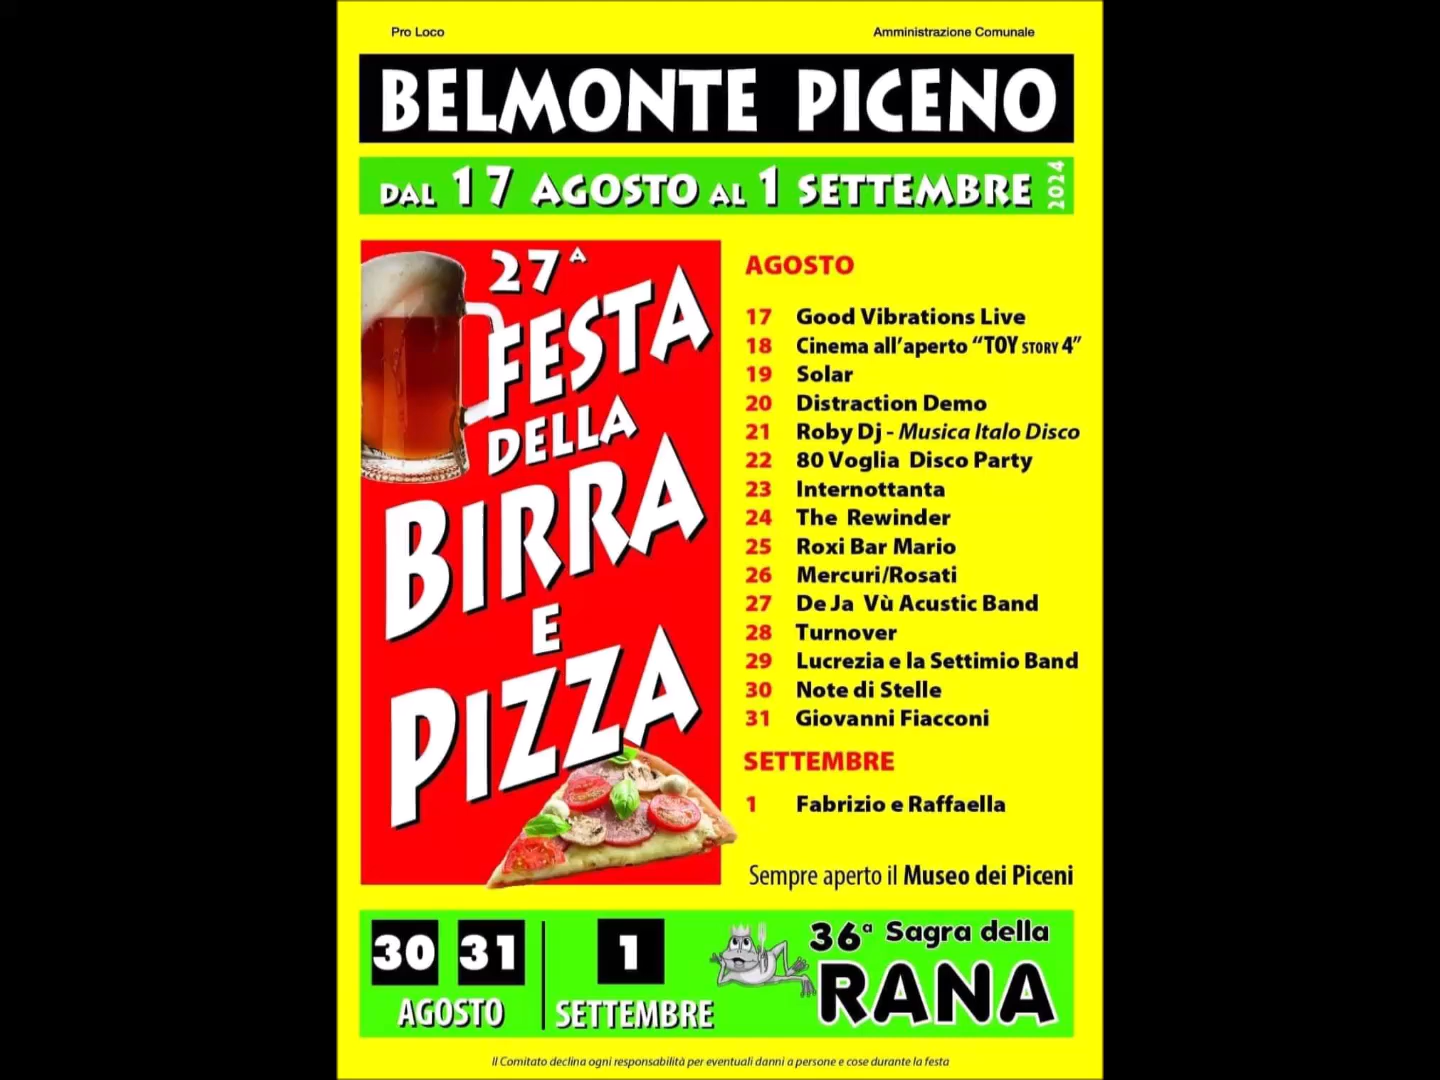 Pro Loco
Amministrazione Comunale
BELMONTE PICENO
DAL 17 AGOSTO AL 1 SETTEMBRE 2024
27ª
FESTA
DELLA
BIRRA
E
PIZZA
AGOSTO
17 Good Vibrations Live
18 Cinema all'aperto "TOY STORY 4"
19 Solar
20 Distraction Demo
21 Roby Dj - Musica Italo Disco
22 80 Voglia Disco Party
23 Internottanta
24 The Rewinder
25 Roxi Bar Mario
26 Mercuri/Rosati
27 De Ja Vù Acustic Band
28 Turnover
29 Lucrezia e la Settimio Band
30 Note di Stelle
31 Giovanni Fiacconi
SETTEMBRE
1 Fabrizio e Raffaella
Sempre aperto il Museo dei Piceni
30 31
AGOSTO
1
SETTEMBRE
36ª Sagra della
RANA
Il Comitato declina ogni responsabilità per eventuali danni a persone e cose durante la festa